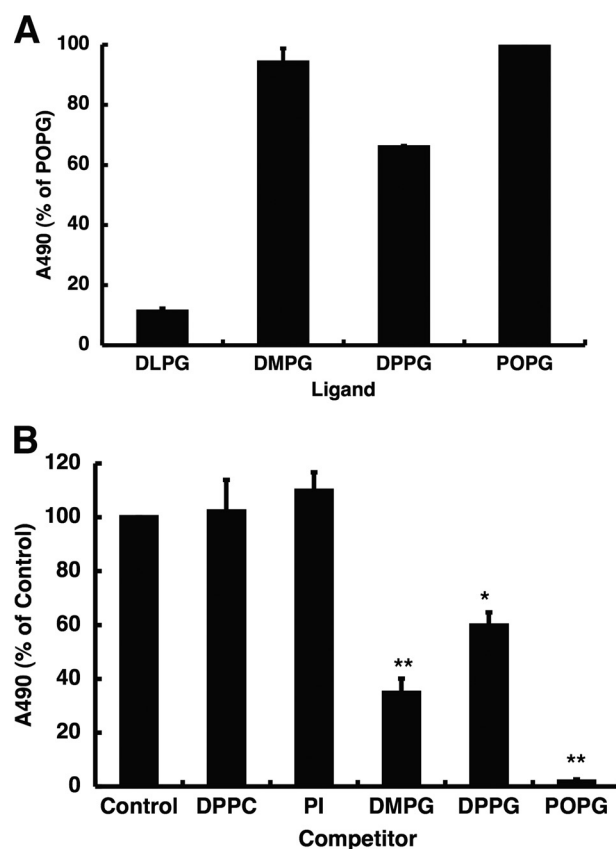 A
A490 (% of POPG)
100
80
60
40
20
0
DLPG DMPG DPPG POPG
Ligand
B
A490 (% of Control)
120
100
80
60
40
20
0
**
*
**
Control DPPC PI DMPG DPPG POPG
Competitor